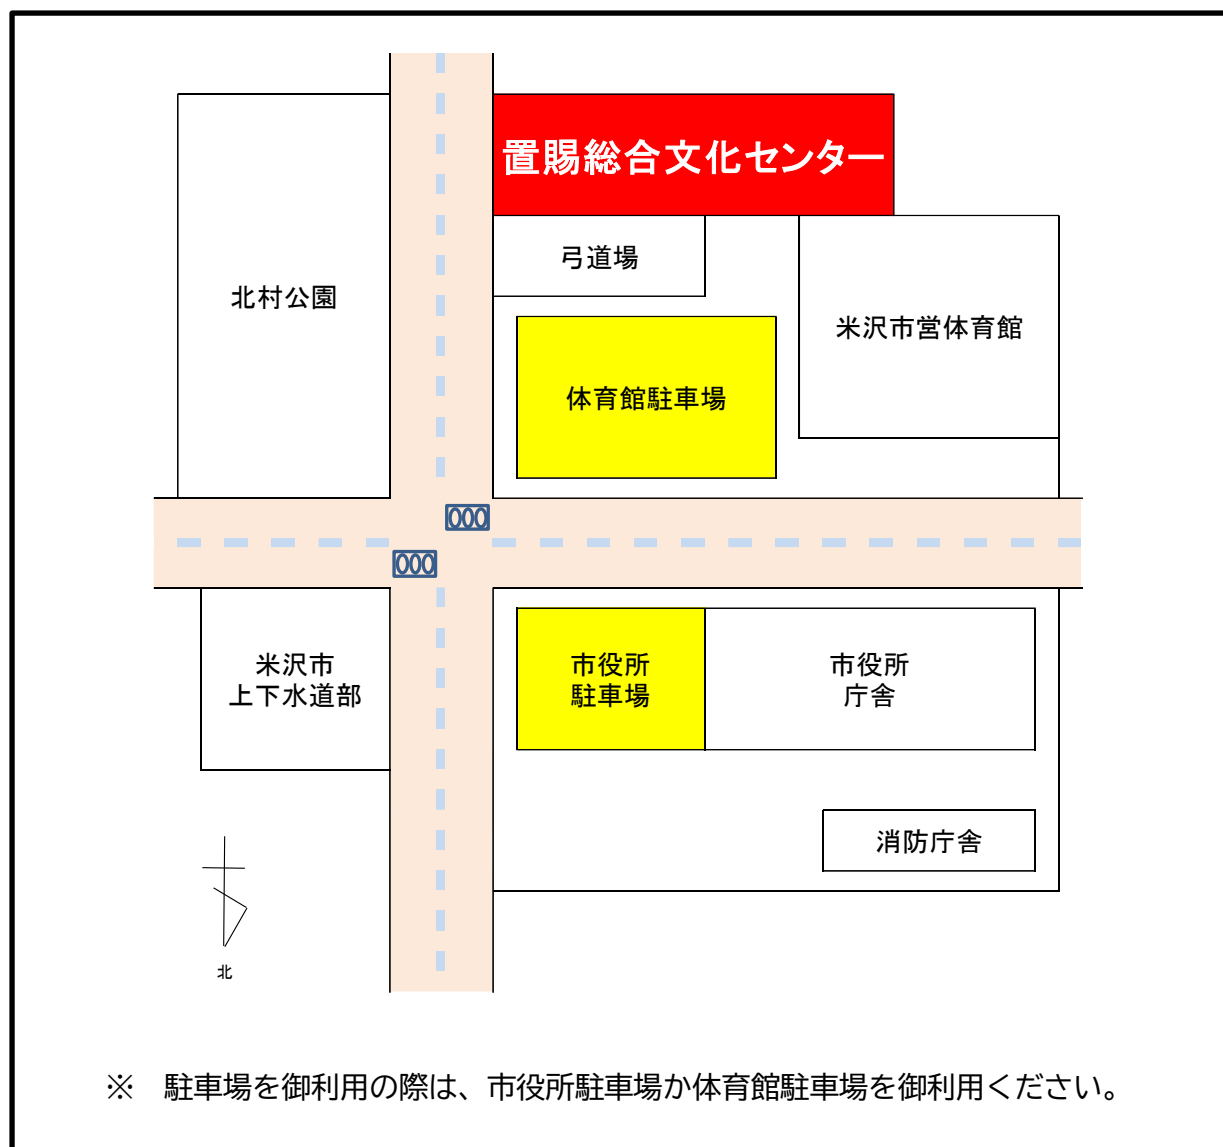 置賜総合文化センター
弓道場
北村公園
米沢市営体育館
体育館駐車場
米沢市
上下水道部
市役所
駐車場
市役所
庁舎
消防庁舎
北
※　駐車場を御利用の際は、市役所駐車場か体育館駐車場を御利用ください。